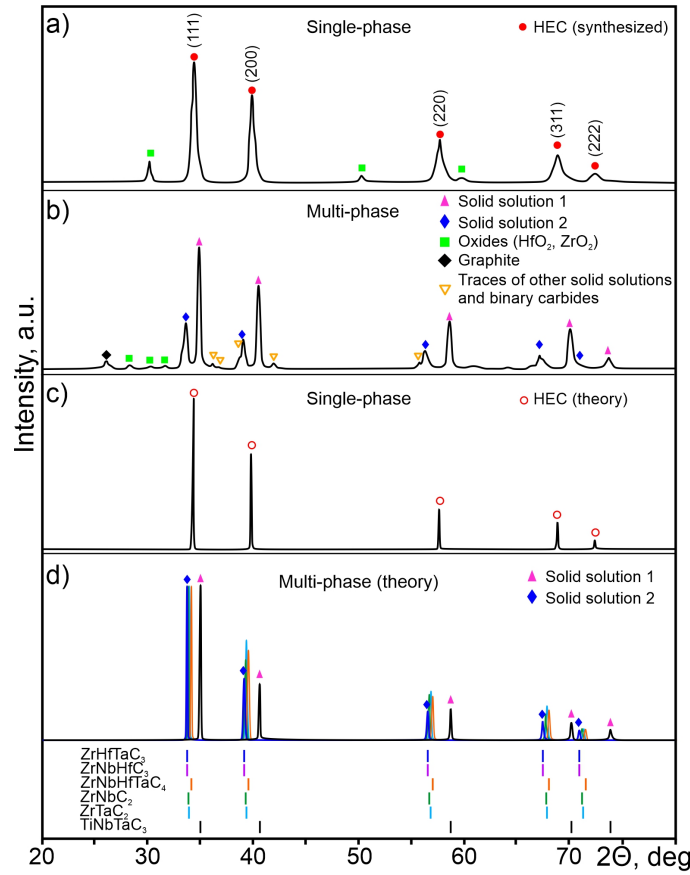 a)
Single-phase
HEC (synthesized)
(111)
(200)
(220)
(311)
(222)
b)
Multi-phase
Solid solution 1
Solid solution 2
Oxides (HfO₂, ZrO₂)
Graphite
Traces of other solid solutions
and binary carbides
Intensity, a.u.
c)
Single-phase
HEC (theory)
d)
Multi-phase (theory)
Solid solution 1
Solid solution 2
ZrHfTaC₃
ZrNbHfC₃
ZrNbHfTaC₄
ZrNbC₂
ZrTaC₂
TiNbTaC₃
20 30 40 50 60 70 2Θ, deg